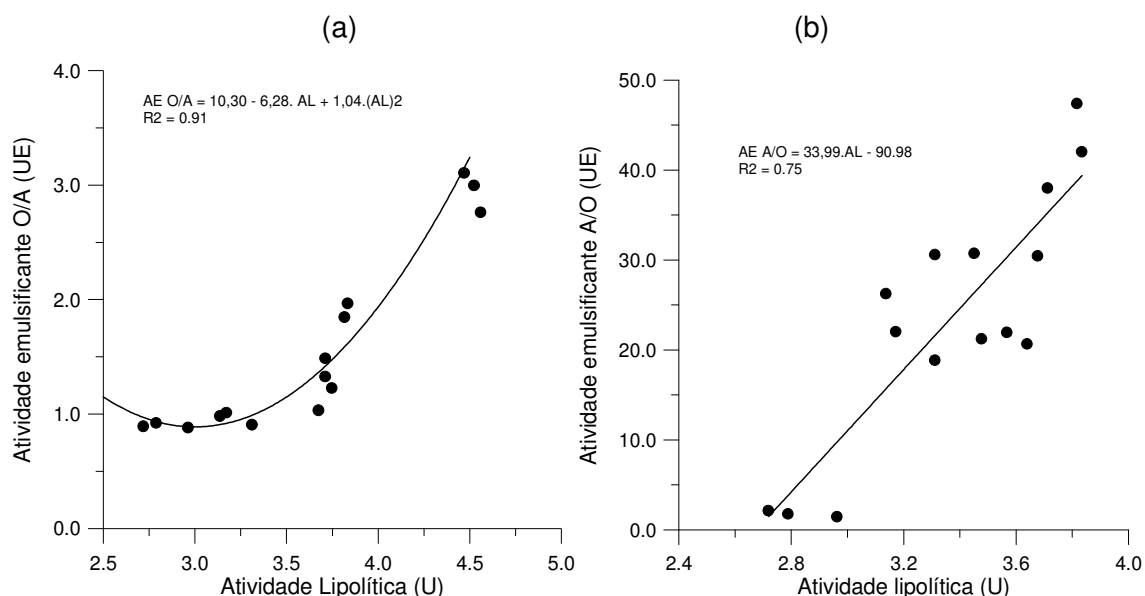 (a)
4.0
AE O/A = 10,30 - 6,28. AL + 1,04.(AL)2
R2 = 0.91
3.0
2.0
1.0
0.0
Atividade emulsificante O/A (UE)
2.5 3.0 3.5 4.0 4.5 5.0
Atividade Lipolítica (U)
(b)
50.0
AE A/O = 33,99.AL - 90.98
R2 = 0.75
40.0
30.0
20.0
10.0
0.0
Atividade emulsificante A/O (UE)
2.4 2.8 3.2 3.6 4.0
Atividade lipolítica (U)